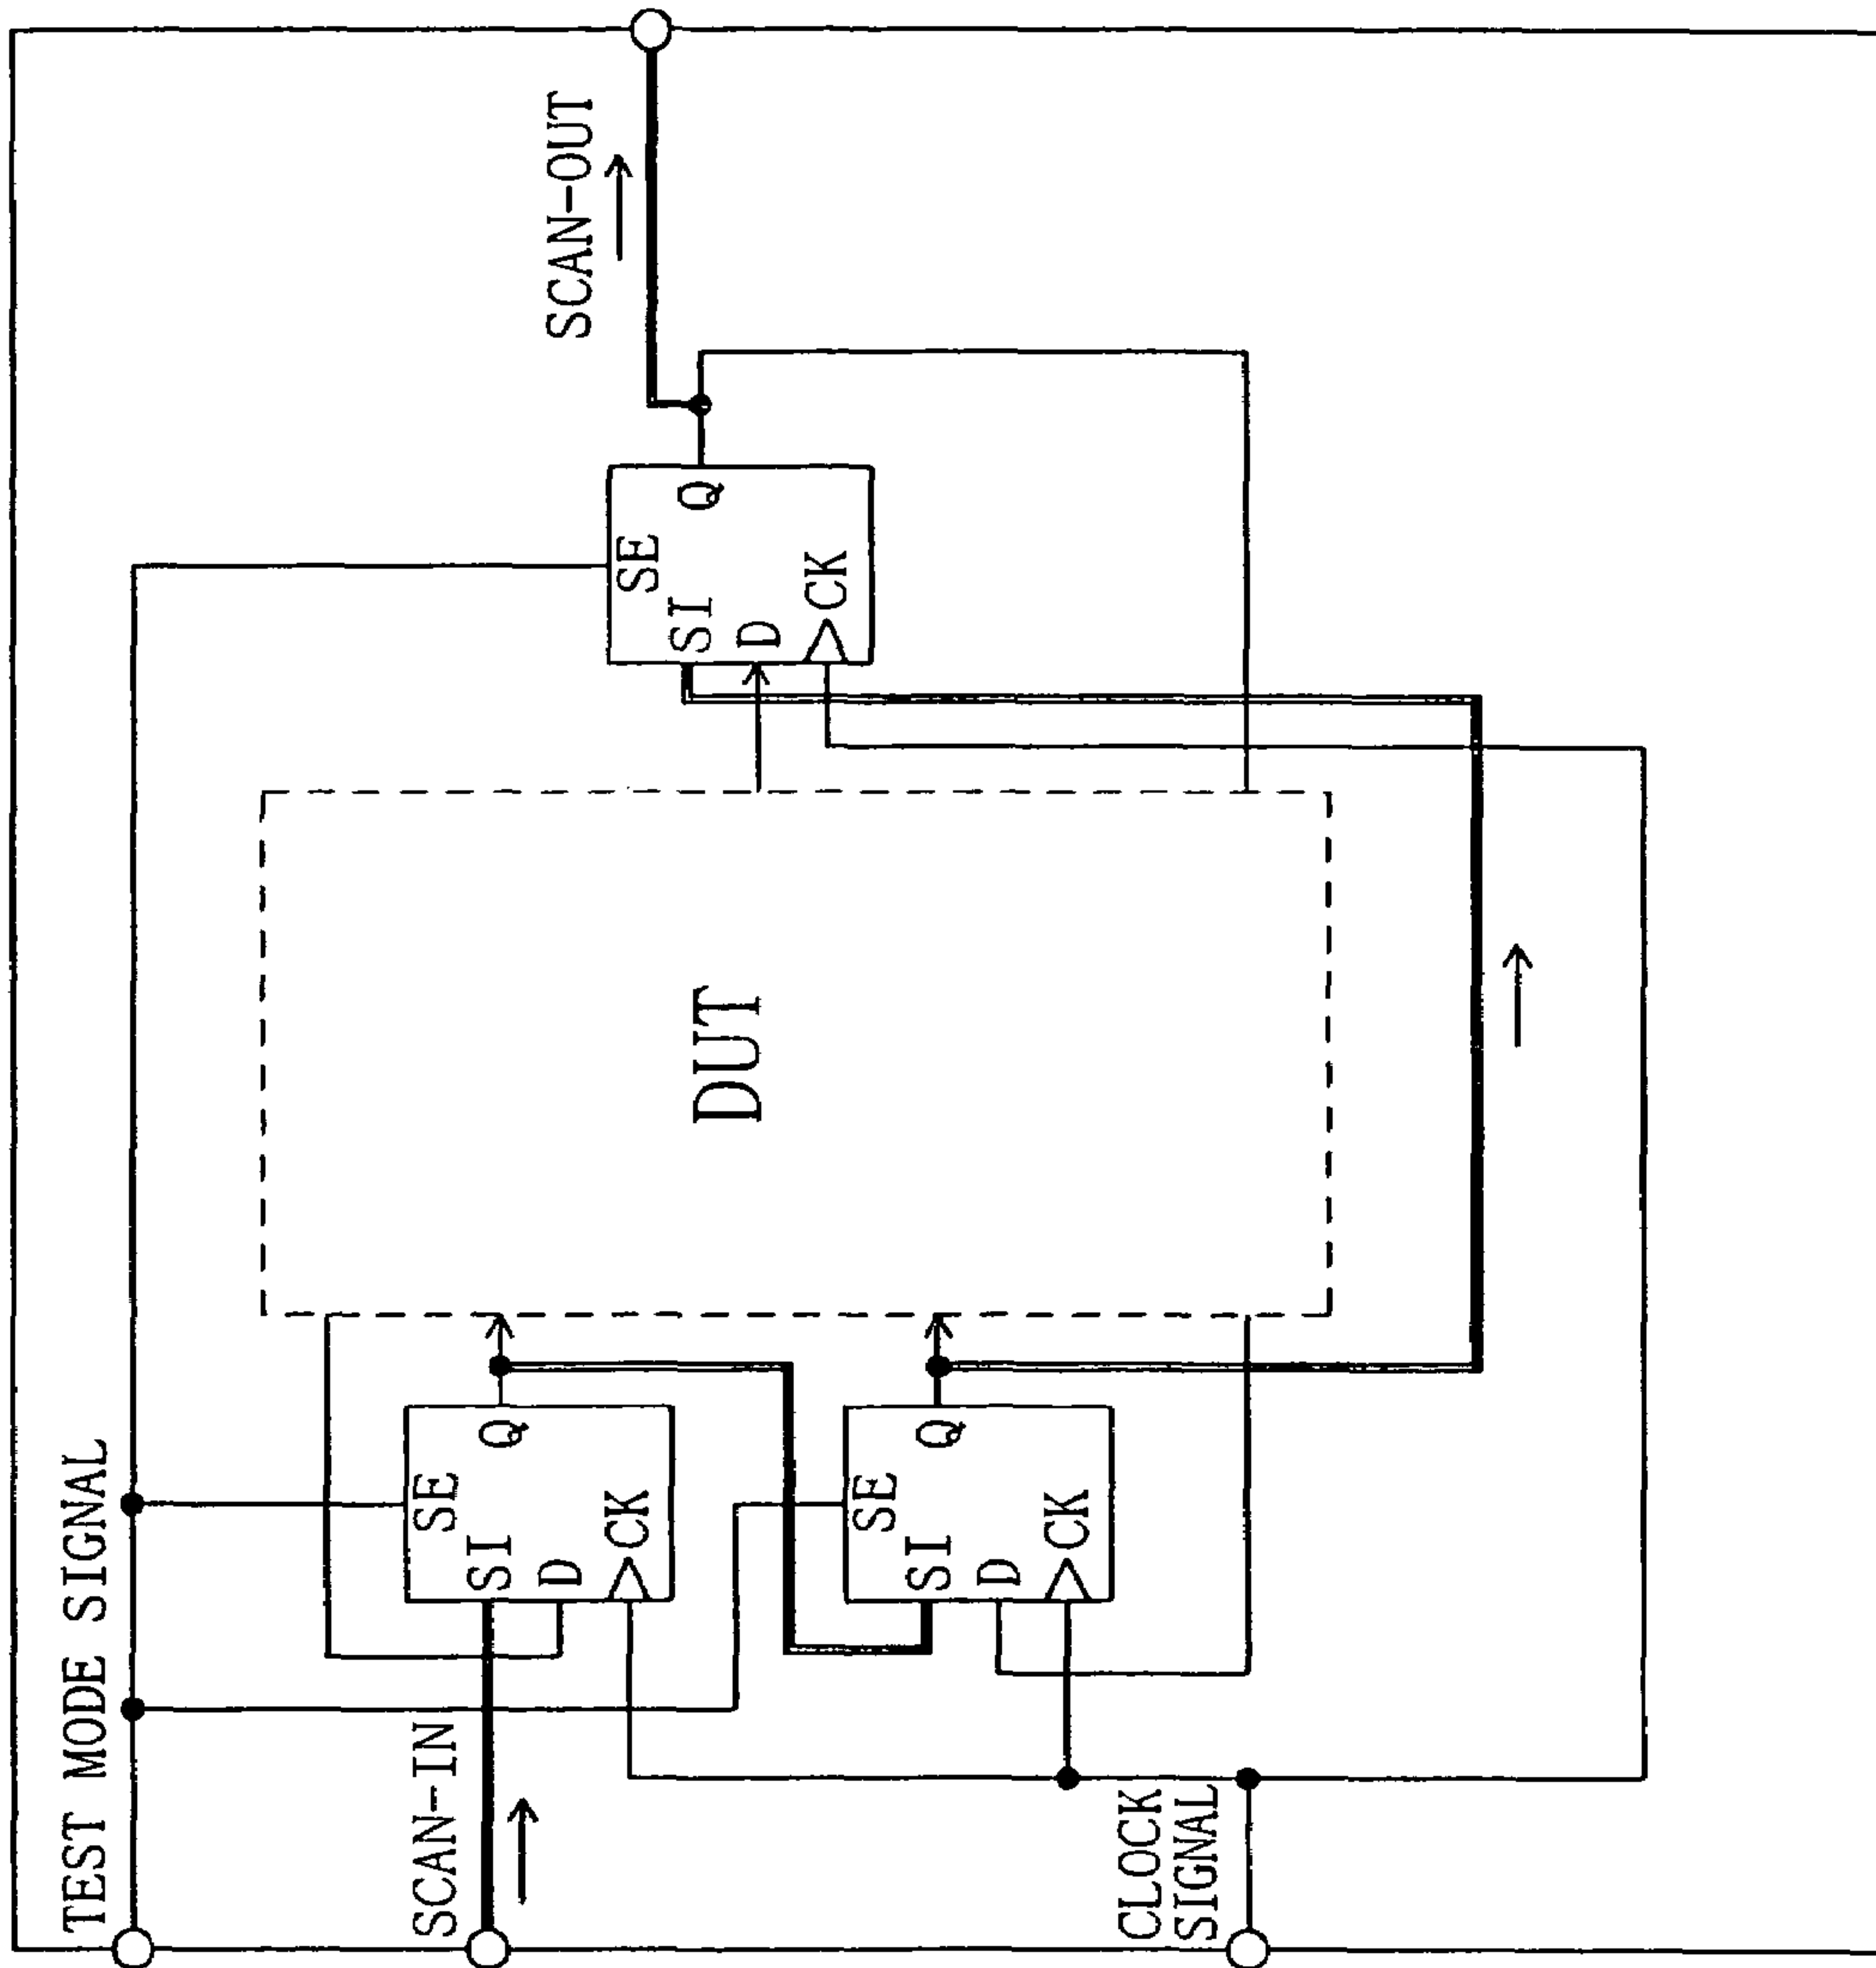 TEST MODE SIGNAL
SCAN-IN
CLOCK
SIGNAL
SE
SI
D
CK
Q
SE
SI
D
CK
Q
DUT
SE
SI
D
CK
Q
SCAN-OUT